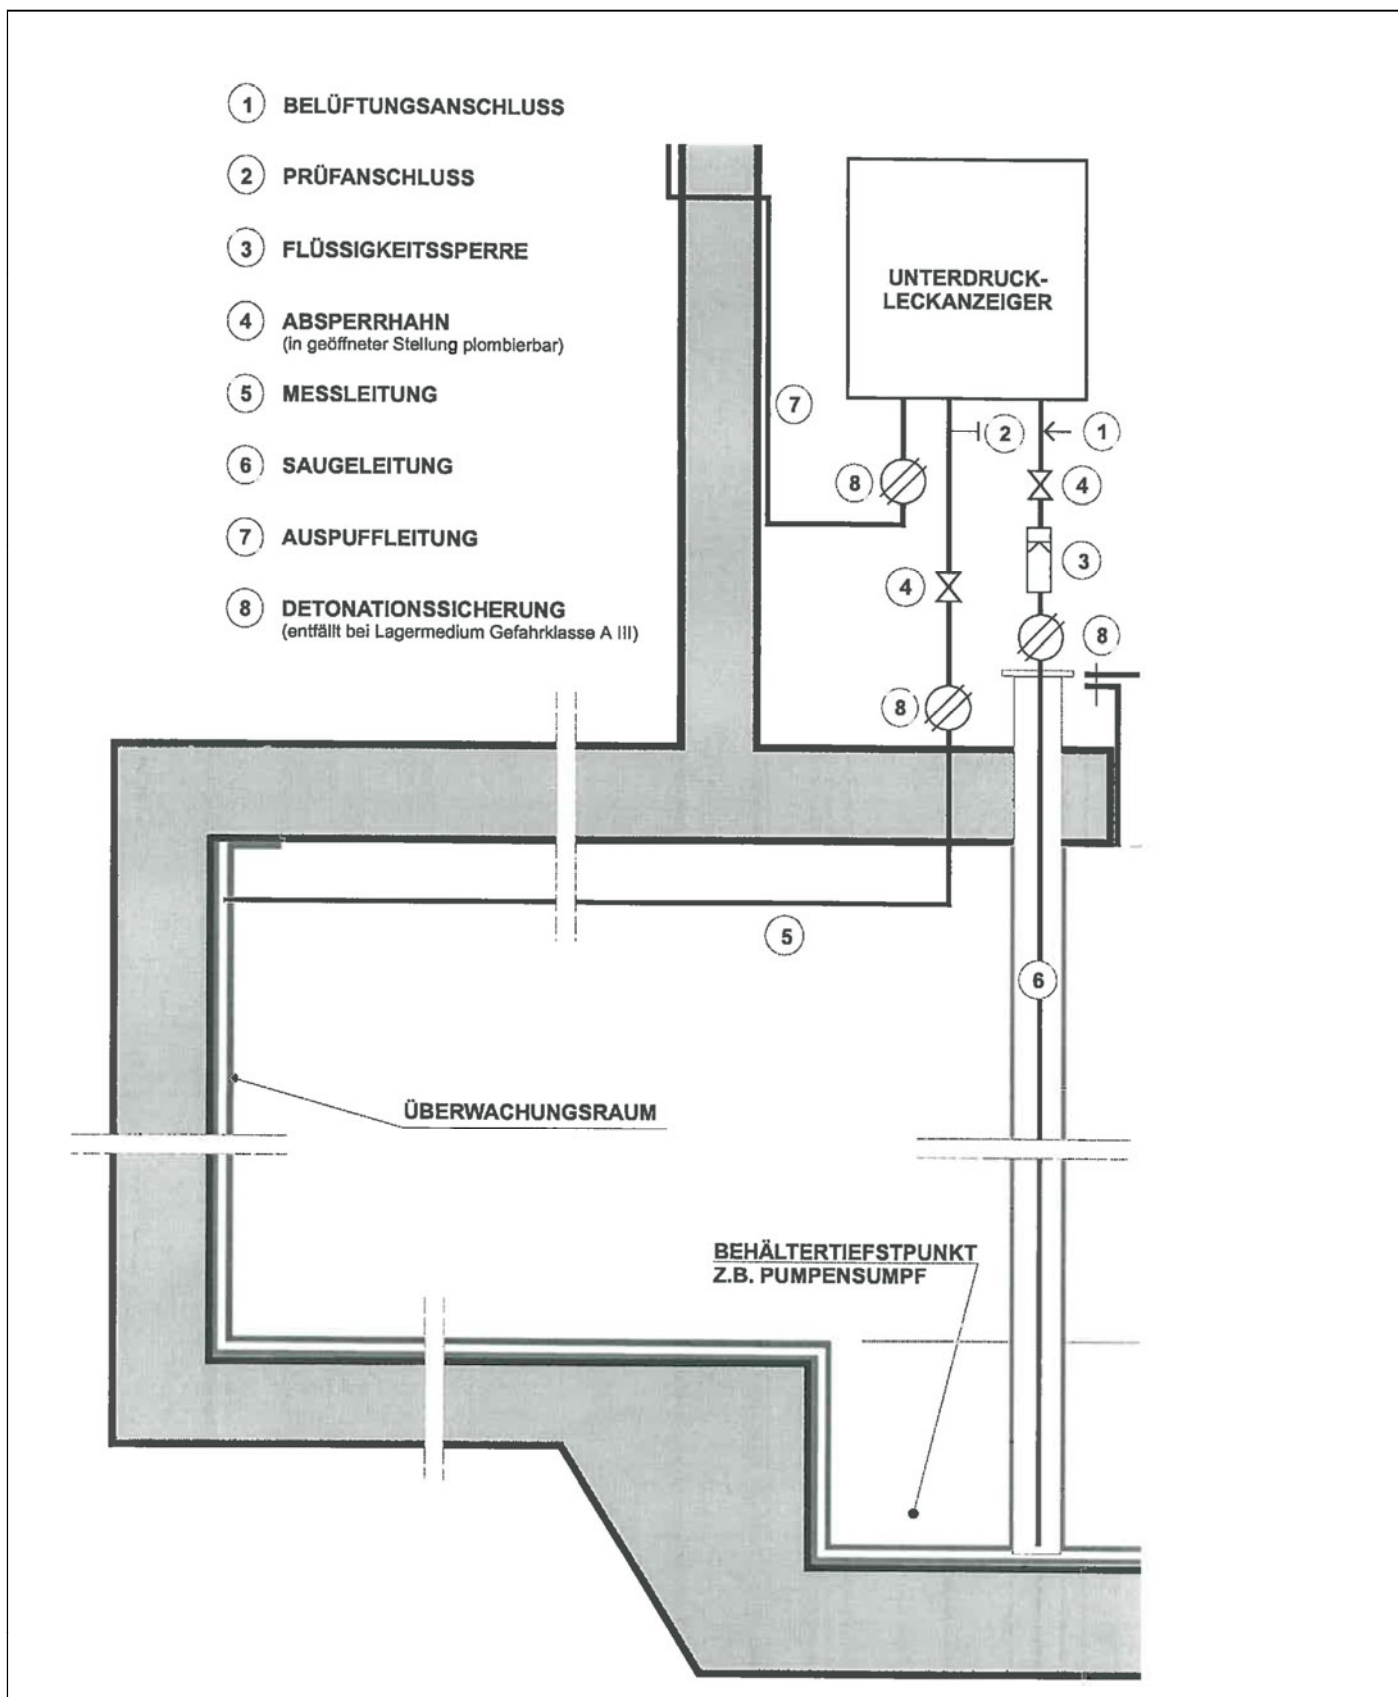 1 BELÜFTUNGSANSCHLUSS
2 PRÜFANSCHLUSS
3 FLÜSSIGKEITSSPERRE
4 ABSPERRHAHN
(in geöffneter Stellung plombierbar)
5 MESSLEITUNG
6 SAUGELEITUNG
7 AUSPUFFLEITUNG
8 DETONATIONSSICHERUNG
(entfällt bei Lagermedium Gefahrklasse A III)
UNTERDRUCK-
LECKANZEIGER
7
2
1
8
4
4
3
8
8
5
6
ÜBERWACHUNGSRAUM
BEHÄLTERTIEFSTPUNKT
Z.B. PUMPENSUMPF